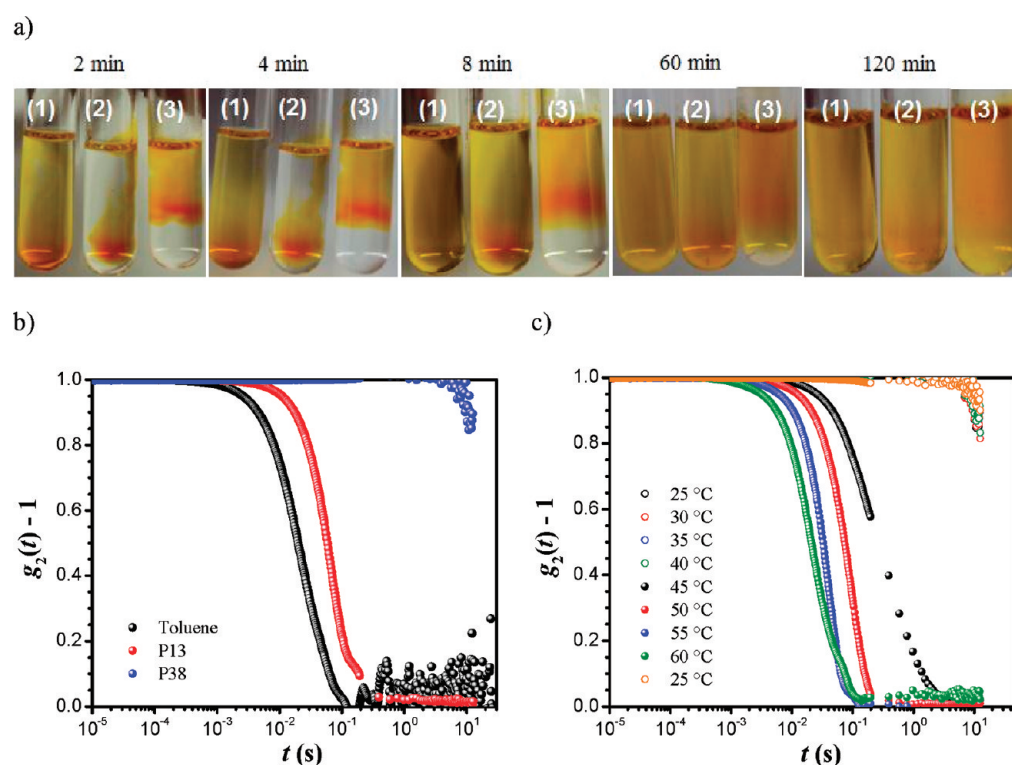 a)
2 min 4 min 8 min 60 min 120 min
(1) (2) (3) (1) (2) (3) (1) (2) (3) (1) (2) (3) (1) (2) (3)
b)
g₂(t) - 1
1.0
0.8
0.6
0.4
0.2
0.0
Toluene
P13
P38
10⁻⁵ 10⁻⁴ 10⁻³ 10⁻² 10⁻¹ 10⁰ 10¹
t (s)
c)
g₂(t) - 1
1.0
0.8
0.6
0.4
0.2
0.0
25 °C
30 °C
35 °C
40 °C
45 °C
50 °C
55 °C
60 °C
25 °C
10⁻⁵ 10⁻⁴ 10⁻³ 10⁻² 10⁻¹ 10⁰ 10¹
t (s)